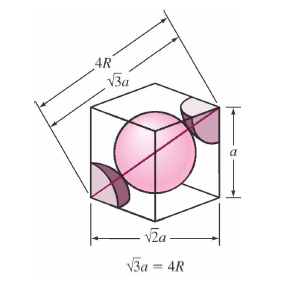 4R
√3a
a
√2a
√3a = 4R